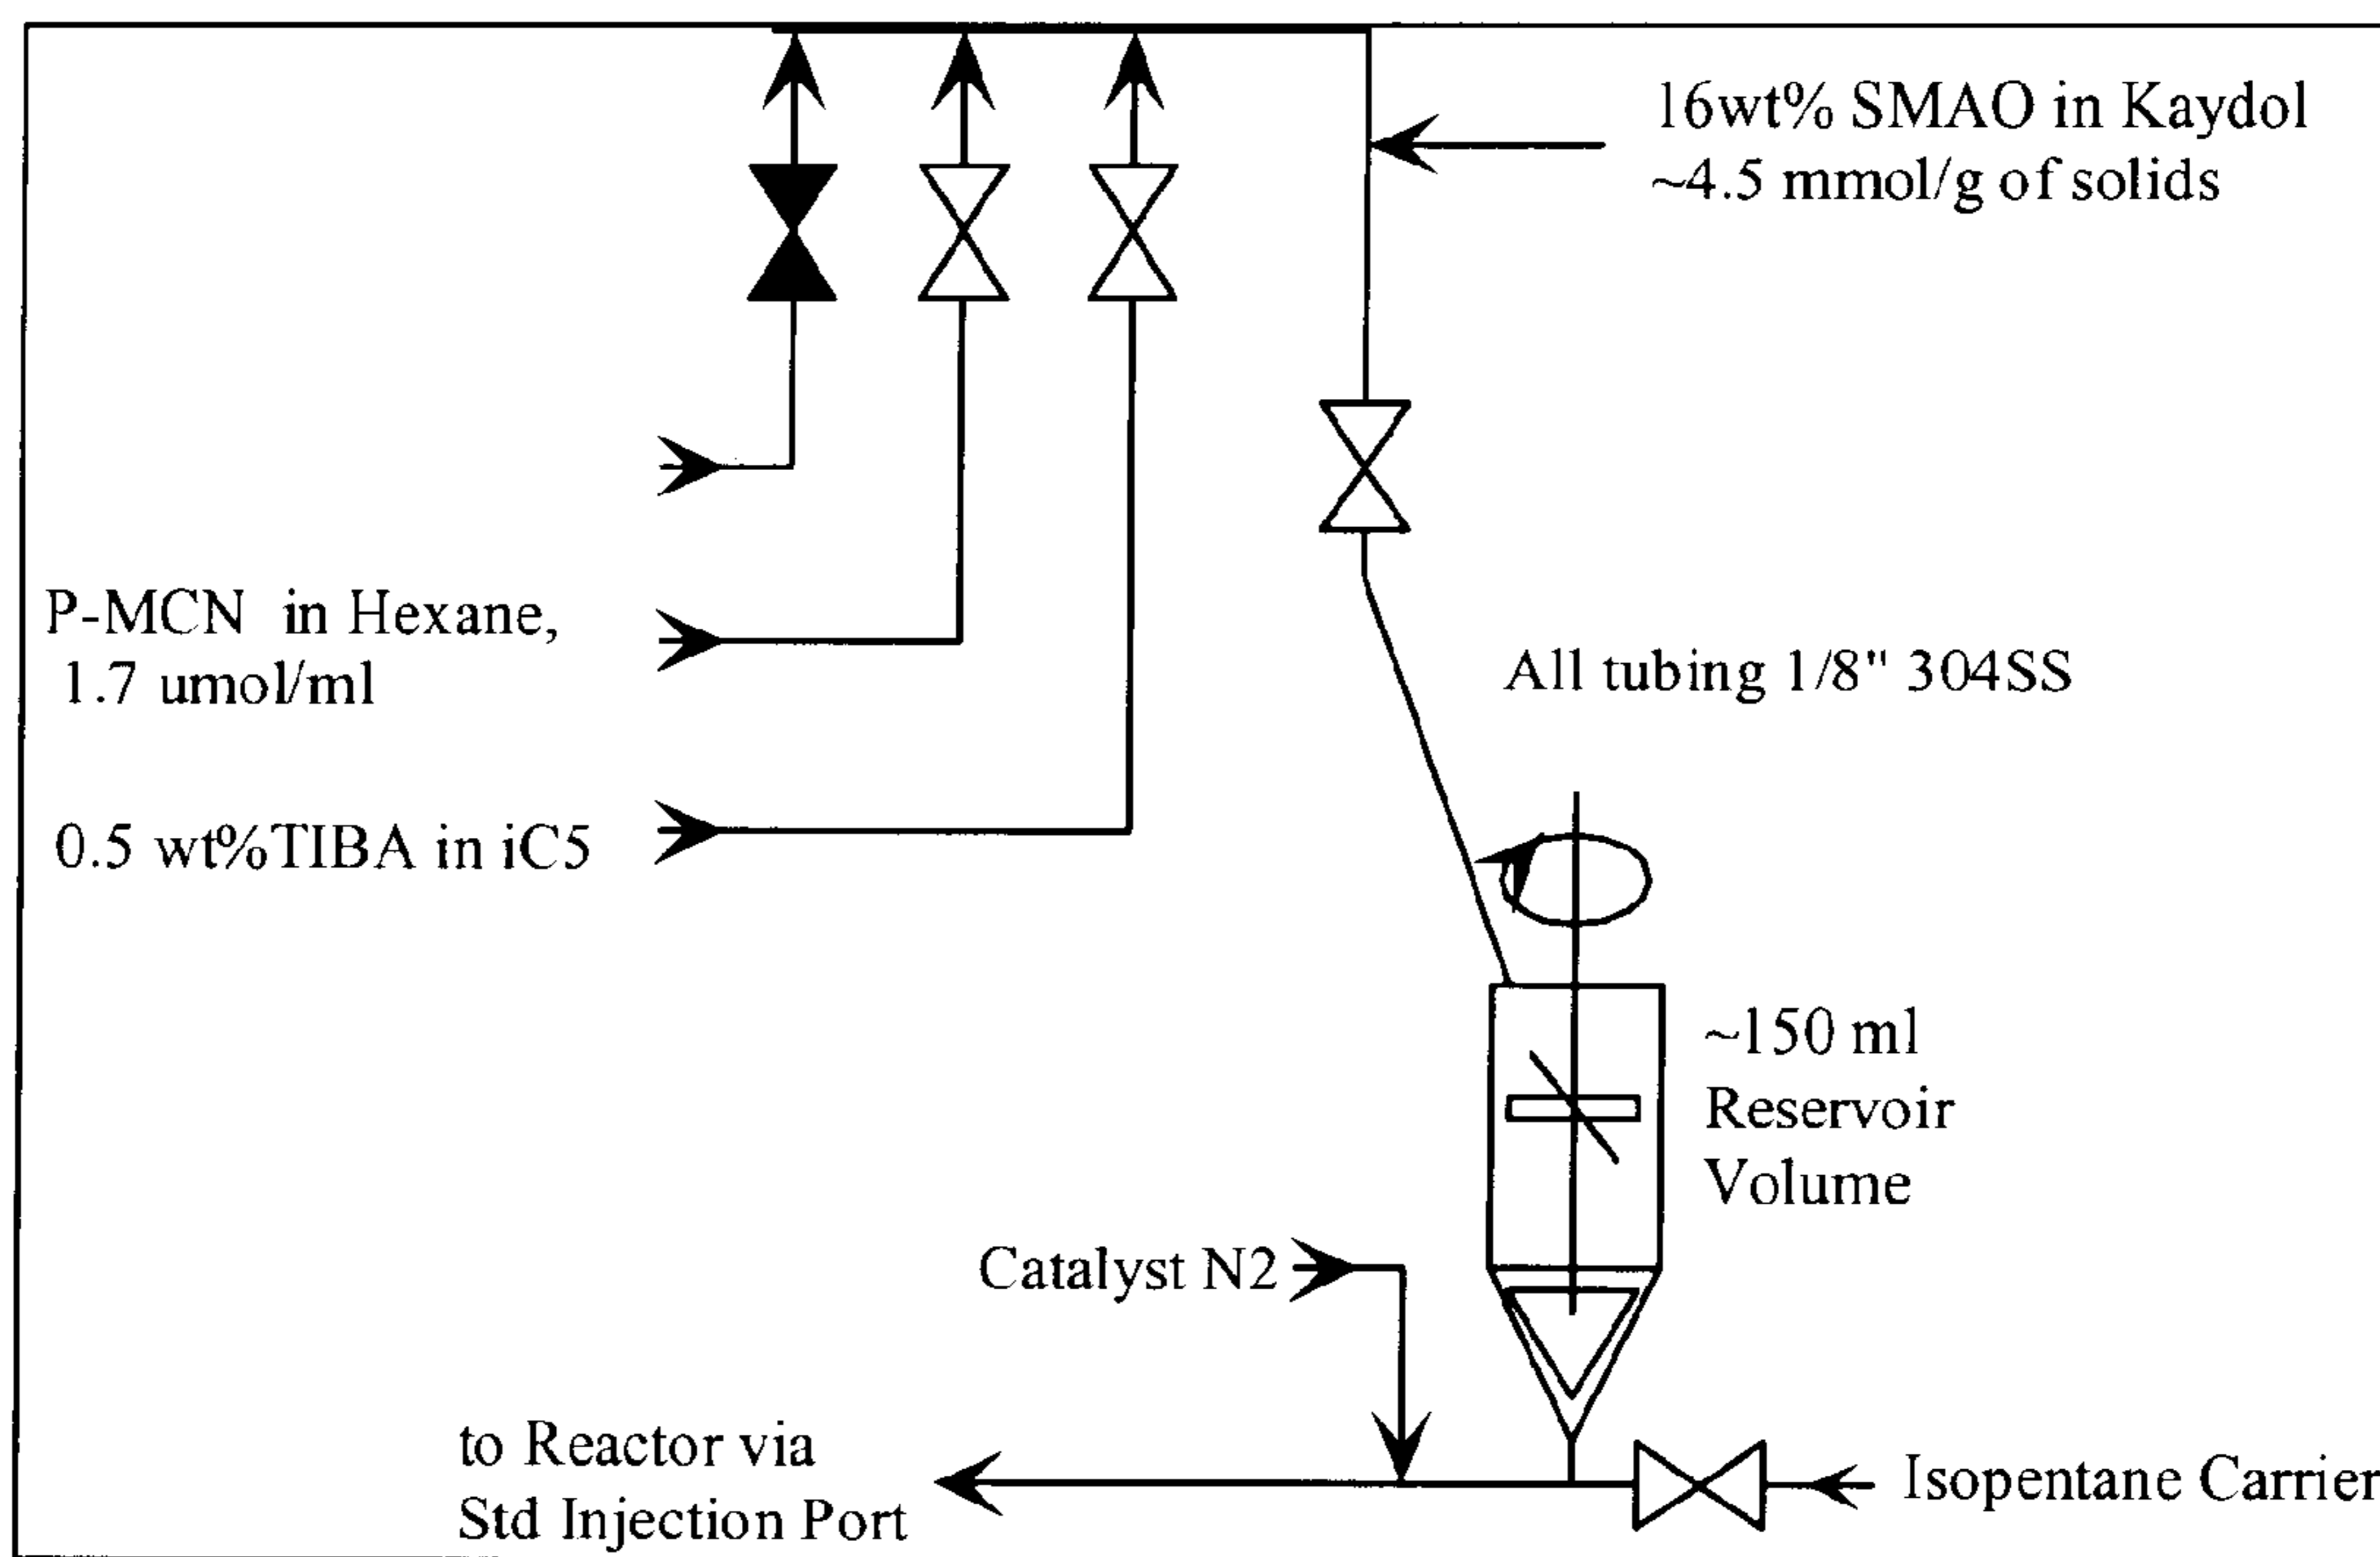 16wt% SMAO in Kaydol
~4.5 mmol/g of solids
P-MCN in Hexane,
1.7 umol/ml
All tubing 1/8" 304SS
0.5 wt%TIBA in iC5
~150 ml
Reservoir
Volume
Catalyst N2
to Reactor via
Std Injection Port
Isopentane Carrier